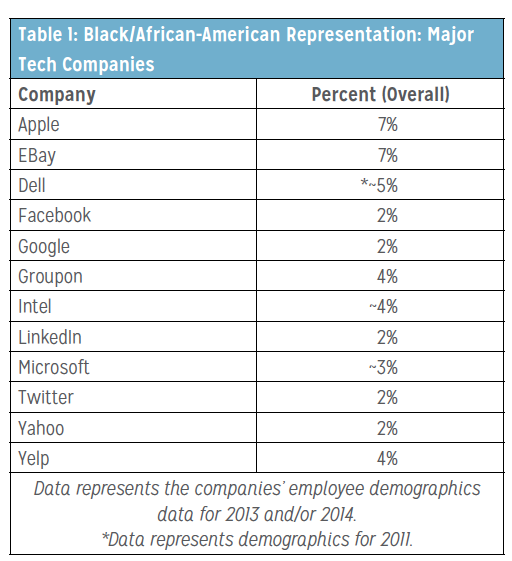 Table 1: Black/African-American Representation: Major
Tech Companies
Company Percent (Overall)
Apple 7%
EBay 7%
Dell *~5%
Facebook 2%
Google 2%
Groupon 4%
Intel ~4%
LinkedIn 2%
Microsoft ~3%
Twitter 2%
Yahoo 2%
Yelp 4%
Data represents the companies' employee demographics
data for 2013 and/or 2014.
*Data represents demographics for 2011.